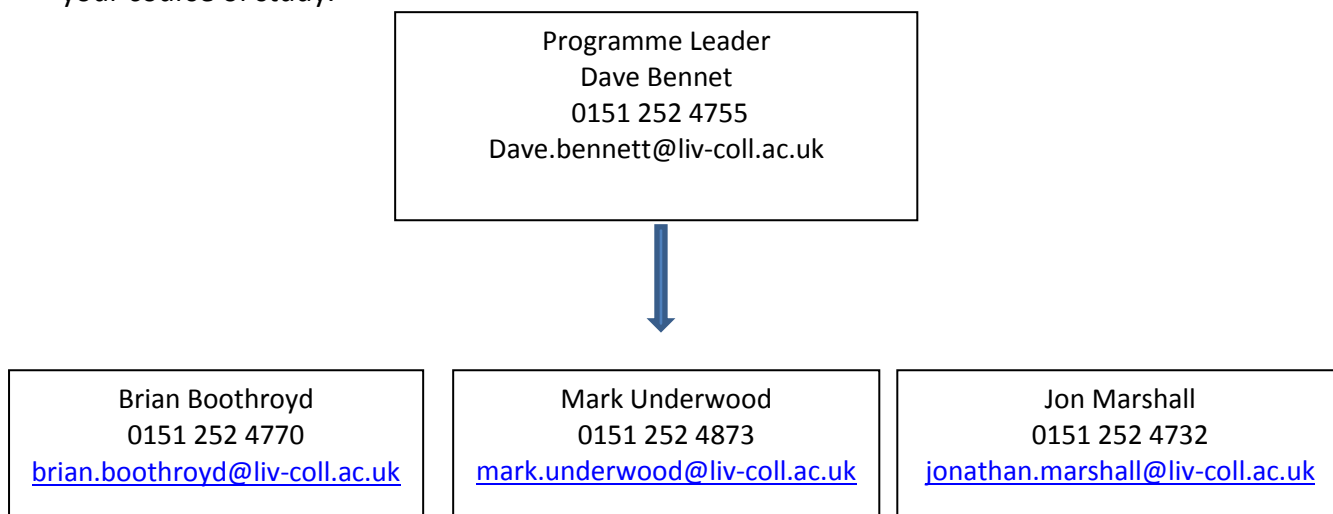 your course of study.
Programme Leader
Dave Bennet
0151 252 4755
Dave.bennett@liv-coll.ac.uk
Brian Boothroyd
0151 252 4770
brian.boothroyd@liv-coll.ac.uk
Mark Underwood
0151 252 4873
mark.underwood@liv-coll.ac.uk
Jon Marshall
0151 252 4732
jonathan.marshall@liv-coll.ac.uk